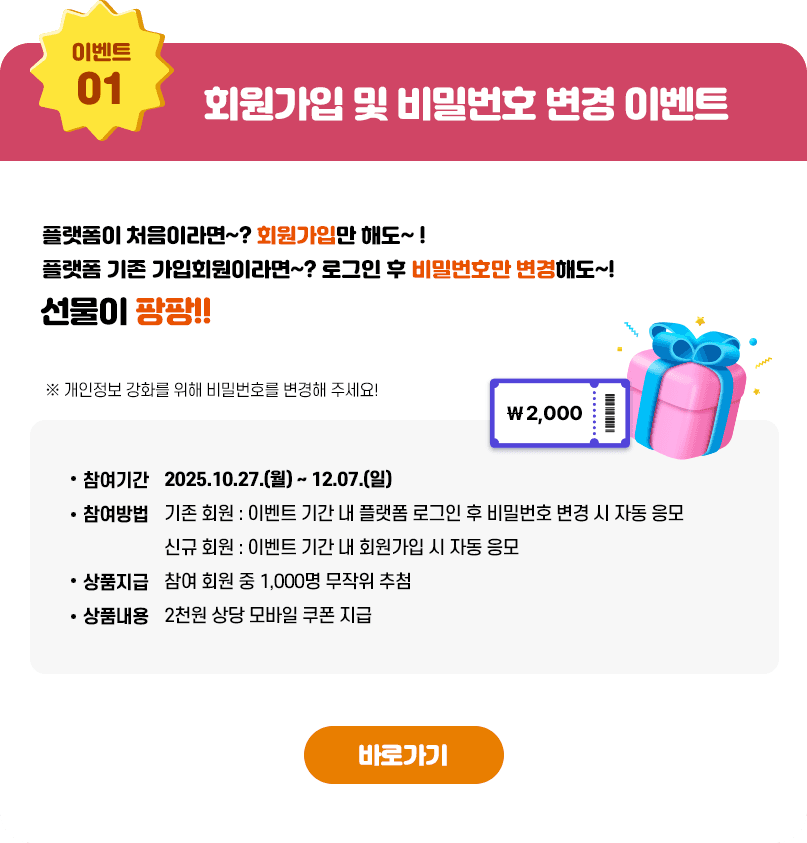 이벤트
01
회원가입 및 비밀번호 변경 이벤트
플랫폼이 처음이라면~? 회원가입만 해도~ !
플랫폼 기존 가입회원이라면~? 로그인 후 비밀번호만 변경해도~!
선물이 팡팡!!
※ 개인정보 강화를 위해 비밀번호를 변경해 주세요!
₩2,000
• 참여기간 2025.10.27.(월) ~ 12.07.(일)
• 참여방법 기존 회원 : 이벤트 기간 내 플랫폼 로그인 후 비밀번호 변경 시 자동 응모
신규 회원 : 이벤트 기간 내 회원가입 시 자동 응모
• 상품지급 참여 회원 중 1,000명 무작위 추첨
• 상품내용 2천원 상당 모바일 쿠폰 지급
바로가기